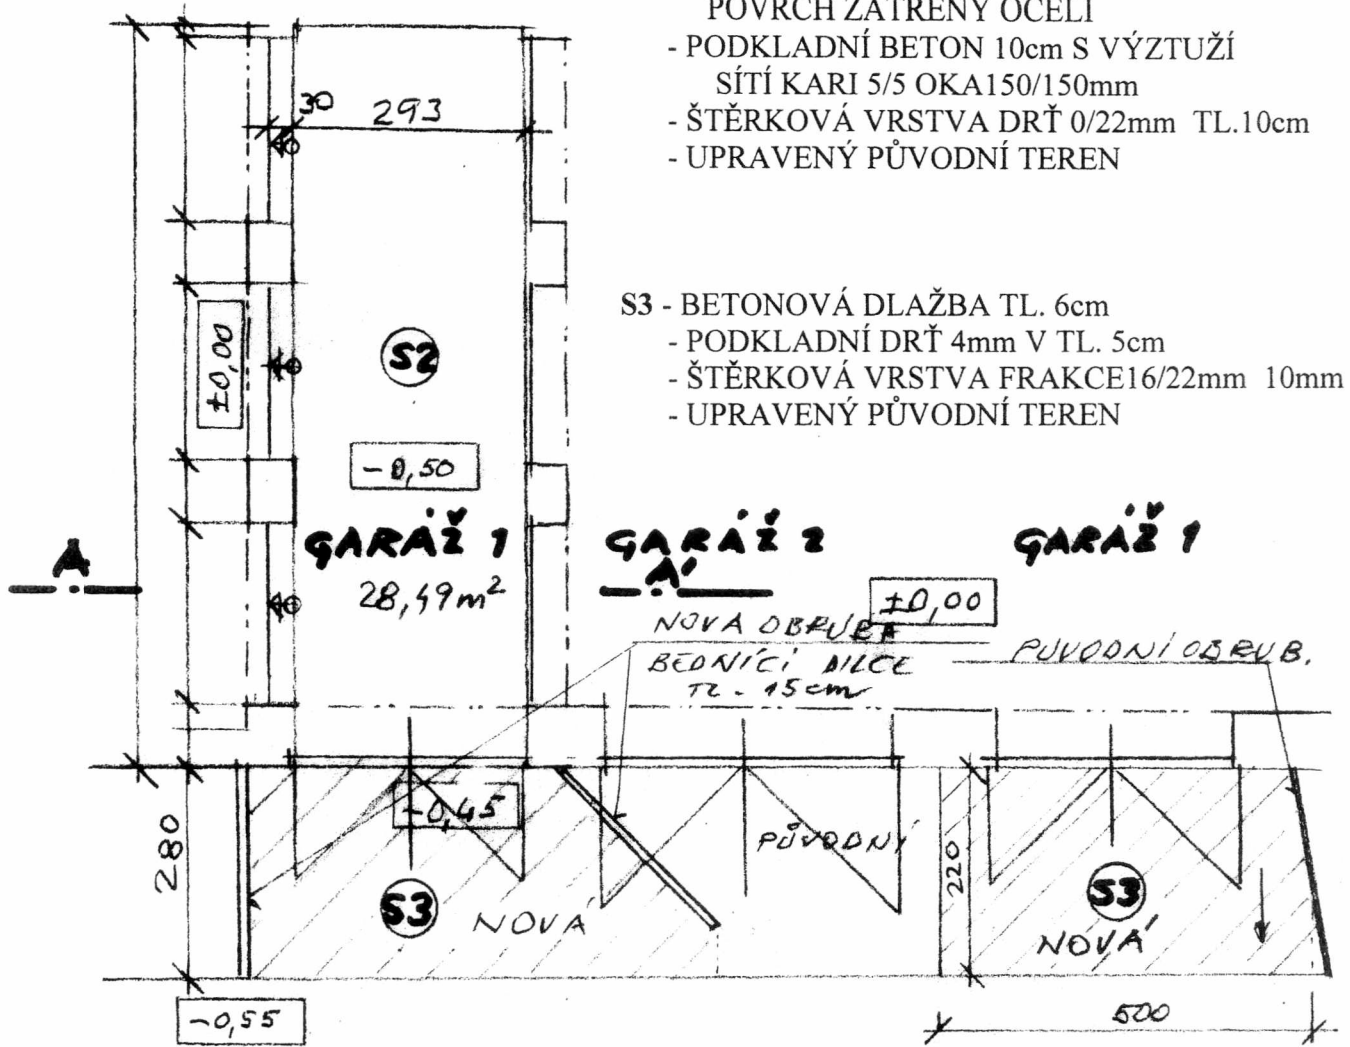 POVRCH ZATŘENÝ OCELÍ
- PODKLADNÍ BETON 10cm S VÝZTUŽÍ
SÍTÍ KARI 5/5 OKA150/150mm
- ŠTĚRKOVÁ VRSTVA DRŤ 0/22mm TL.10cm
- UPRAVENÝ PŮVODNÍ TEREN
30
293
S3 - BETONOVÁ DLAŽBA TL. 6cm
- PODKLADNÍ DRŤ 4mm V TL. 5cm
- ŠTĚRKOVÁ VRSTVA FRAKCE16/22mm 10mm
- UPRAVENÝ PŮVODNÍ TEREN
±0,00
S2
-0,50
GARÁŽ 1
GARÁŽ 2
GARÁŽ 1
A
A'
28,49m²
±0,00
NOVÁ OBRUBA
BEDNÍCÍ DILCE
TL - 15cm
PŮVODNÍ OBRUB.
-0,45
280
PŮVODNÍ
220
S3
NOVÁ
S3
NOVÁ
-0,55
500